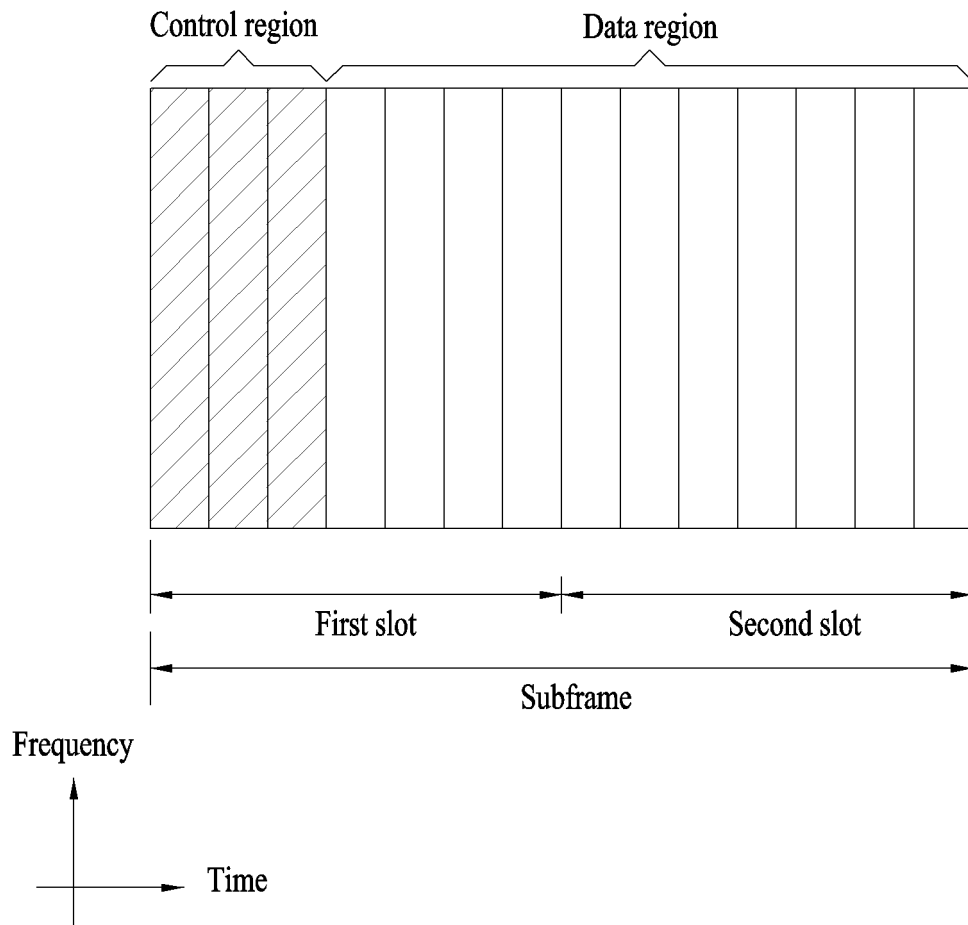 Control region
Data region
First slot
Second slot
Subframe
Frequency
Time